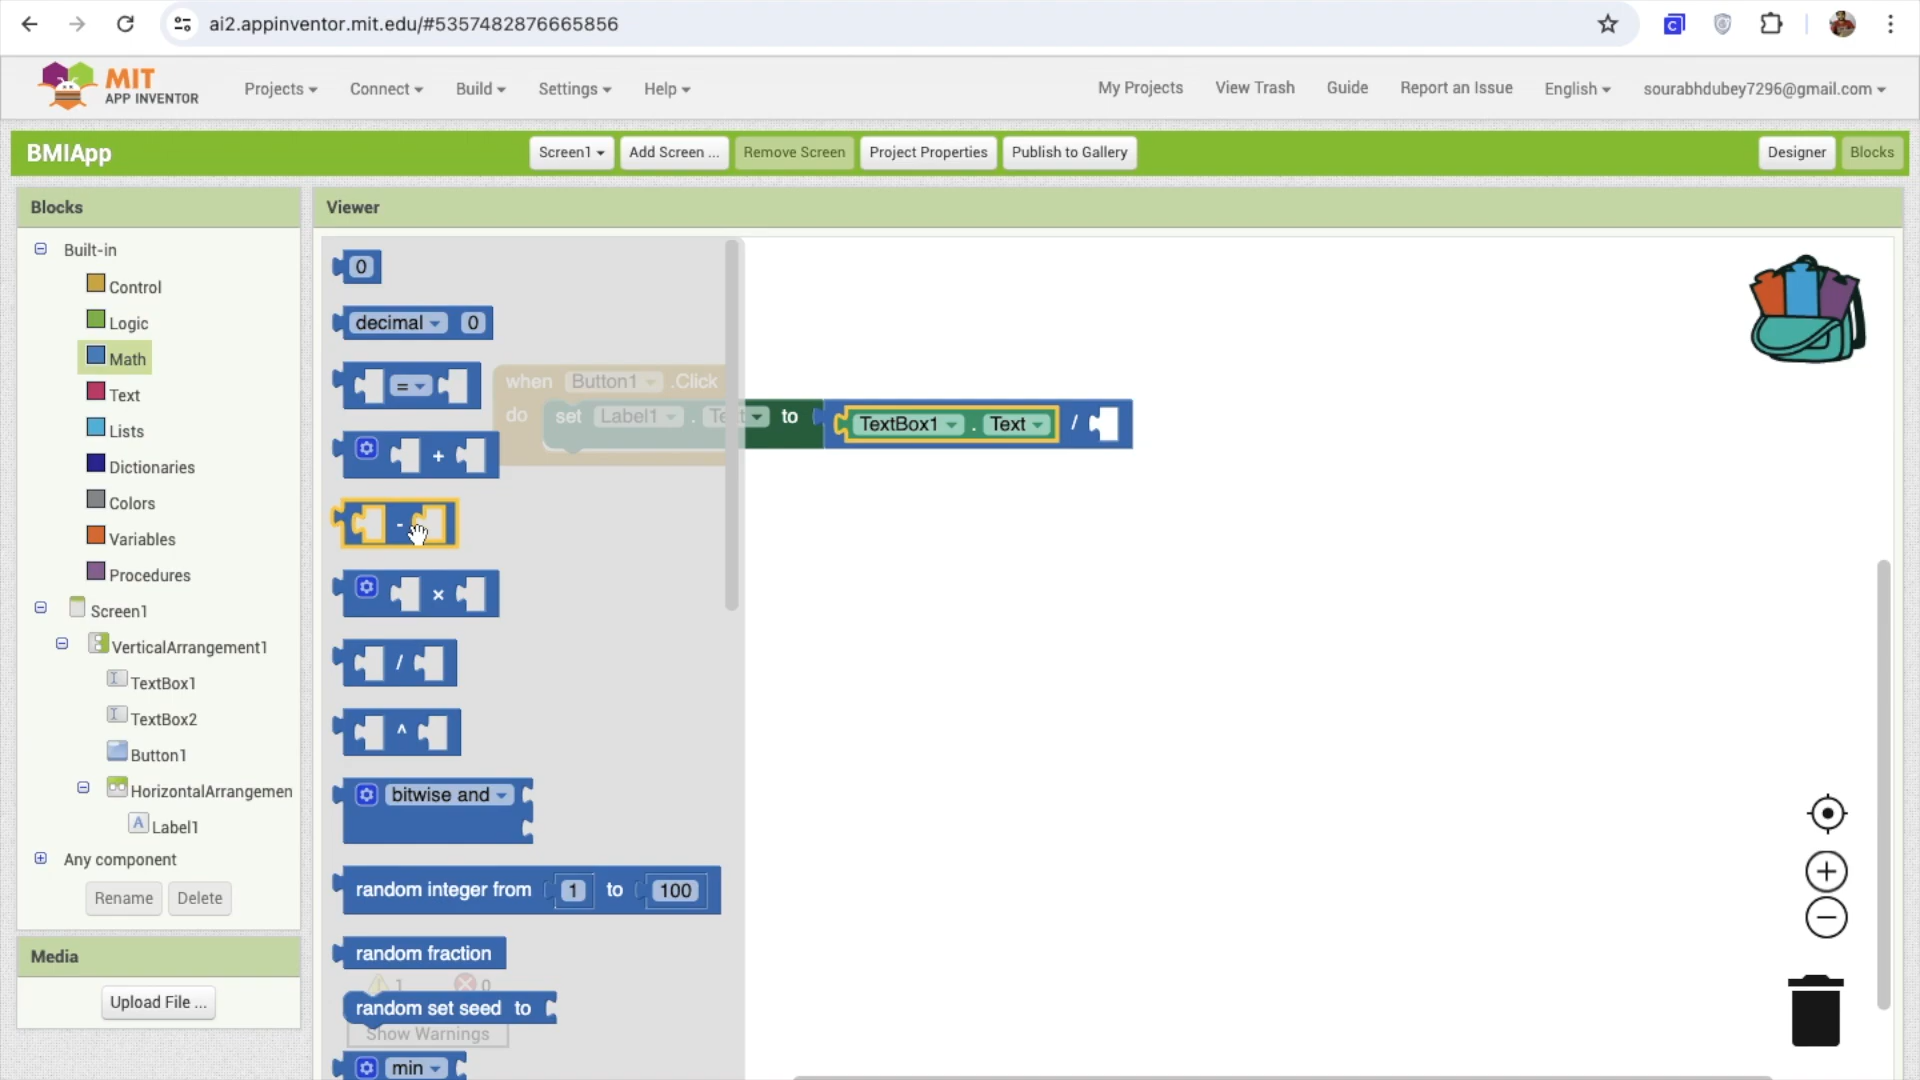 ai2.appinventor.mit.edu/#5357482876665856
MIT
APP INVENTOR
Projects
Connect
Build
Settings
Help
My Projects
View Trash
Guide
Report an Issue
English
sourabhdubey7296@gmail.com
BMIApp
Screen1
Add Screen ...
Remove Screen
Project Properties
Publish to Gallery
Designer
Blocks
Blocks
Built-in
Control
Logic
Math
Text
Lists
Dictionaries
Colors
Variables
Procedures
Screen1
VerticalArrangement1
TextBox1
TextBox2
Button1
HorizontalArrangemen
Label1
Any component
Rename
Delete
Media
Upload File ...
Viewer
0
decimal 0
=
+
-
×
/
^
bitwise and
random integer from 1 to 100
random fraction
1 0
random set seed to
Show Warnings
min
when Button1 .Click
do set Label1 . Text to TextBox1 . Text /